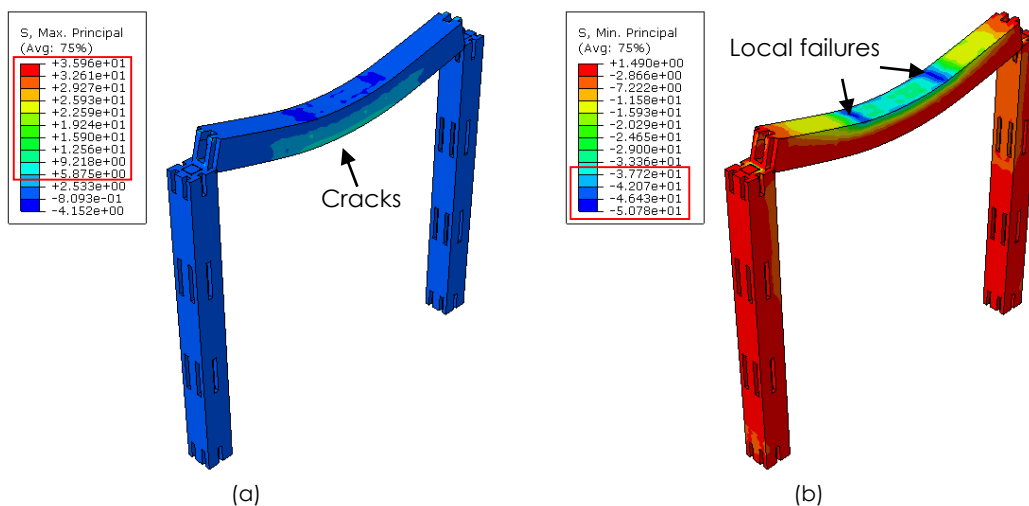 S, Max. Principal
(Avg: 75%)
+3.596e+01
+3.261e+01
+2.927e+01
+2.593e+01
+2.259e+01
+1.924e+01
+1.590e+01
+1.256e+01
+9.218e+00
+5.875e+00
+2.533e+00
-8.093e-01
-4.152e+00
Cracks
(a)
S, Min. Principal
(Avg: 75%)
+1.490e+00
-2.866e+00
-7.222e+00
-1.158e+01
-1.593e+01
-2.029e+01
-2.465e+01
-2.900e+01
-3.336e+01
-3.772e+01
-4.207e+01
-4.643e+01
-5.078e+01
Local failures
(b)